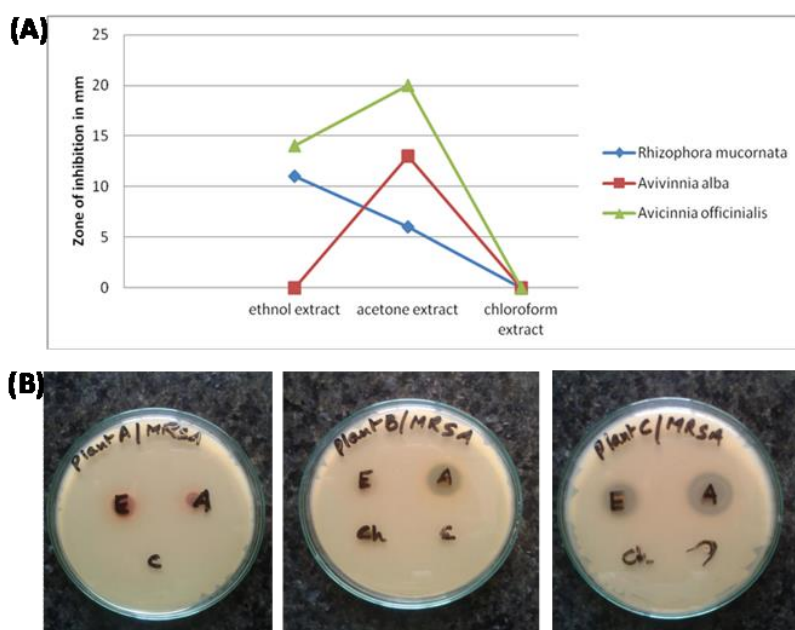 (A)
25
20
15
10
5
0
Zone of inhibition in mm
ethnol extract
acetone extract
chloroform
extract
Rhizophora mucornata
Avivinnia alba
Avicinnia officinialis
(B)
Plant A/MRSA
E A
C
Plant B/MRSA
E A
Ch C
Plant C/MRSA
E A
Ch